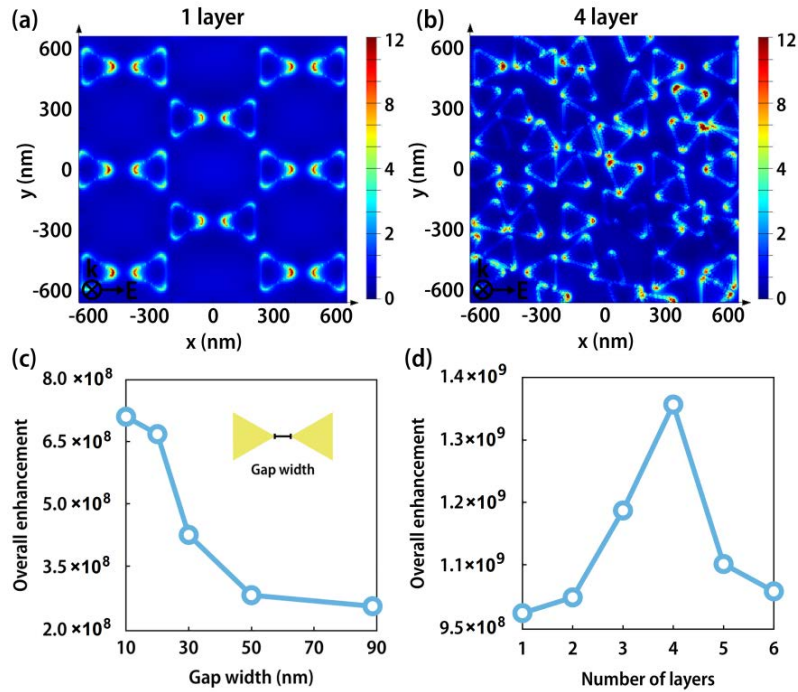 (a) 1 layer
600
300
0
-300
-600
y (nm)
k
E
-600 -300 0 300 600
x (nm)
12
8
4
2
0
(b) 4 layer
600
300
0
-300
-600
y (nm)
k
E
-600 -300 0 300 600
x (nm)
12
8
4
2
0
(c)
8.0 ×10⁸
6.5×10⁸
5.0 ×10⁸
3.5×10⁸
2.0 ×10⁸
Overall enhancement
Gap width
10 30 50 70 90
Gap width (nm)
(d)
1.4 ×10⁹
1.3 ×10⁹
1.2 ×10⁹
1.1 ×10⁹
9.5×10⁸
Overall enhancement
1 2 3 4 5 6
Number of layers